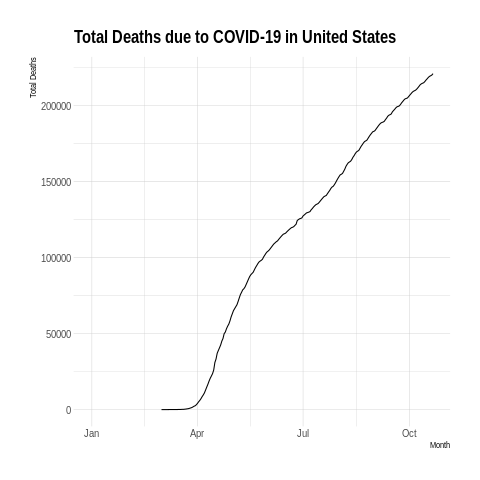 Total Deaths due to COVID-19 in United States
Total Deaths
200000
150000
100000
50000
0
Jan Apr Jul Oct
Month